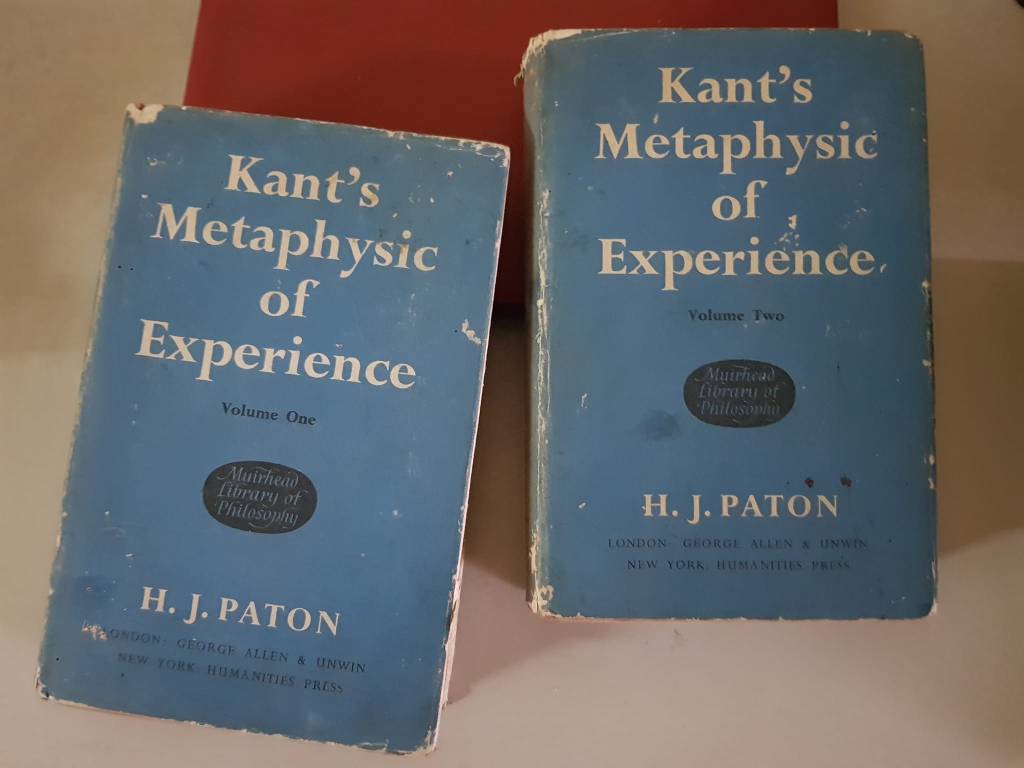 Kant's
Metaphysic
of
Experience
Volume One
Muirhead
Library of
Philosophy
H. J. PATON
LONDON: GEORGE ALLEN & UNWIN
NEW YORK: HUMANITIES PRESS
Kant's
Metaphysic
of
Experience
Volume Two
Muirhead
Library of
Philosophy
H. J. PATON
LONDON: GEORGE ALLEN & UNWIN
NEW YORK: HUMANITIES PRESS